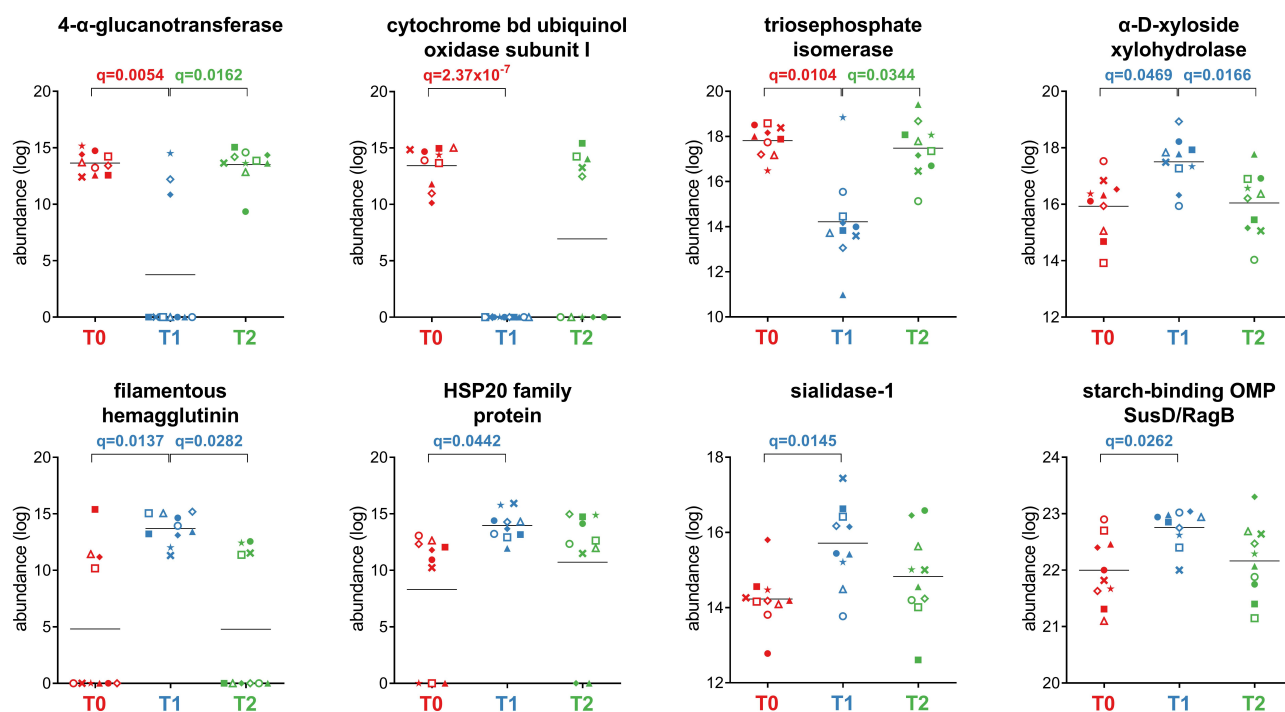 4-α-glucanotransferase
q=0.0054 q=0.0162
abundance (log)
20
15
10
5
0
T0 T1 T2
cytochrome bd ubiquinol
oxidase subunit I
q=2.37x10⁻⁷
abundance (log)
20
15
10
5
0
T0 T1 T2
triosephosphate
isomerase
q=0.0104 q=0.0344
abundance (log)
20
18
16
14
12
10
T0 T1 T2
α-D-xyloside
xylohydrolase
q=0.0469 q=0.0166
abundance (log)
20
18
16
14
12
T0 T1 T2
filamentous
hemagglutinin
q=0.0137 q=0.0282
abundance (log)
20
15
10
5
0
T0 T1 T2
HSP20 family
protein
q=0.0442
abundance (log)
20
15
10
5
0
T0 T1 T2
sialidase-1
q=0.0145
abundance (log)
18
16
14
12
T0 T1 T2
starch-binding OMP
SusD/RagB
q=0.0262
abundance (log)
24
23
22
21
20
T0 T1 T2